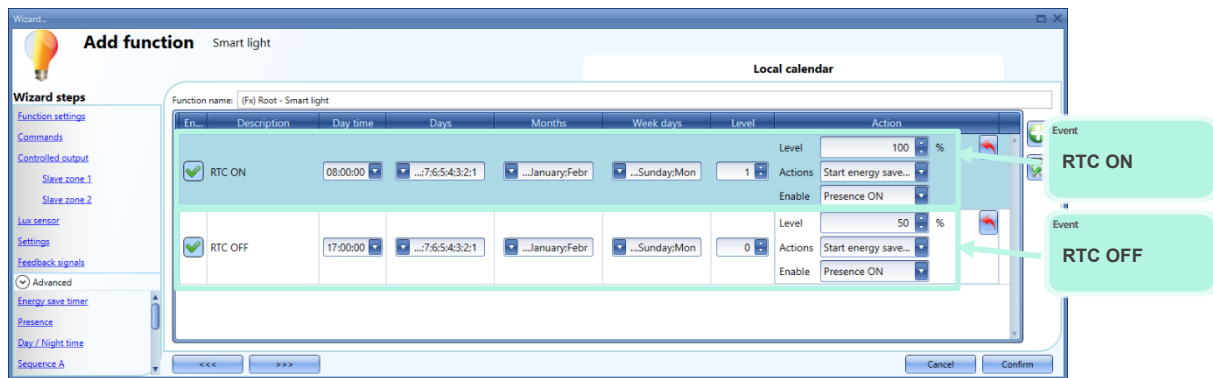 Wizard...
Add function Smart light
Local calendar
Wizard steps
Function settings
Commands
Controlled output
Slave zone 1
Slave zone 2
Lux sensor
Settings
Feedback signals
Advanced
Energy save timer
Presence
Day / Night time
Sequence A
Function name: (Fx) Root - Smart light
En... Description Day time Days Months Week days Level Action
RTC ON 08:00:00 ...;7;6;5;4;3;2;1 ...January;Febr ...Sunday;Mon 1
Level 100 %
Actions Start energy save...
Enable Presence ON
RTC OFF 17:00:00 ...;7;6;5;4;3;2;1 ...January;Febr ...Sunday;Mon 0
Level 50 %
Actions Start energy save...
Enable Presence ON
<<< >>> Cancel Confirm
Event
RTC ON
Event
RTC OFF